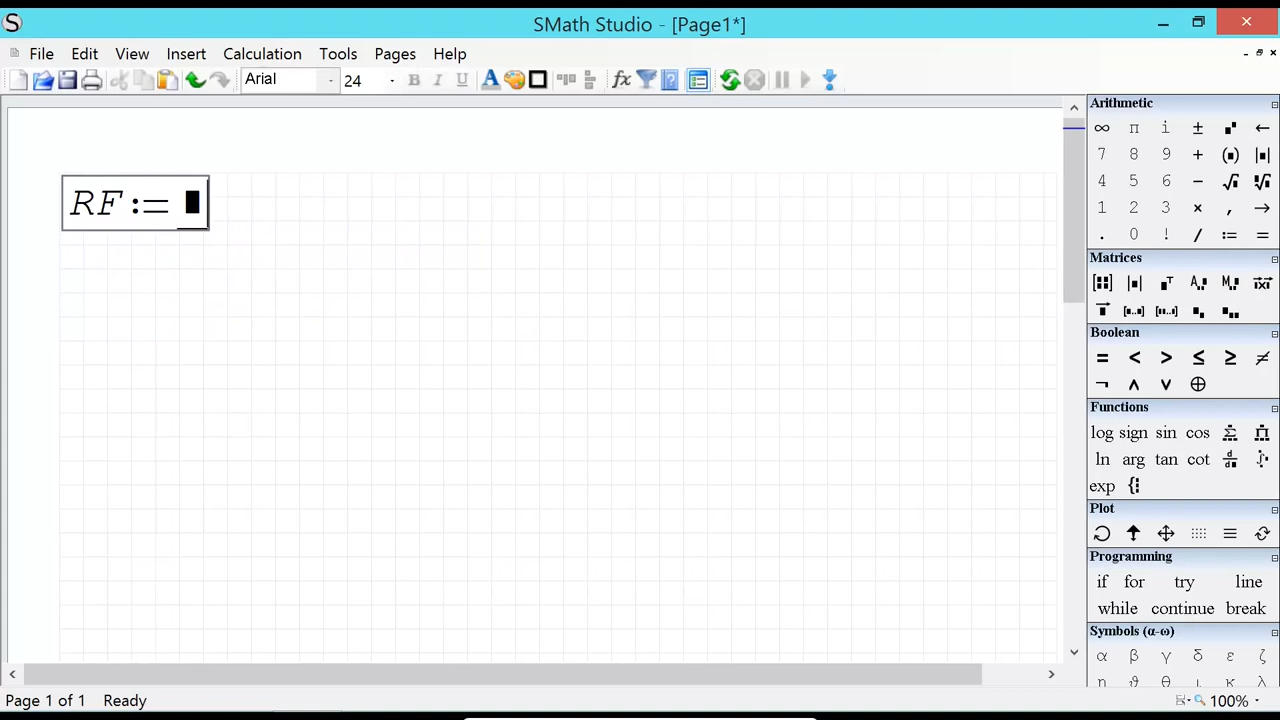 SMath Studio - [Page1*]
File Edit View Insert Calculation Tools Pages Help
Arial 24 B I U A fx
RF :=
Arithmetic
∞ π i ±
7 8 9 + (■) |■|
4 5 6 − √
1 2 3 × , →
. 0 ! / := =
Matrices
Boolean
= < > ≤ ≥ ≠
¬ ∧ ∨ ⊕
Functions
log sign sin cos Σ Π
ln arg tan cot d/d■ ∫
exp {
Plot
Programming
if for try line
while continue break
Symbols (α-ω)
α β γ δ ε ζ
η ϑ θ ι κ λ
Page 1 of 1 Ready 100%